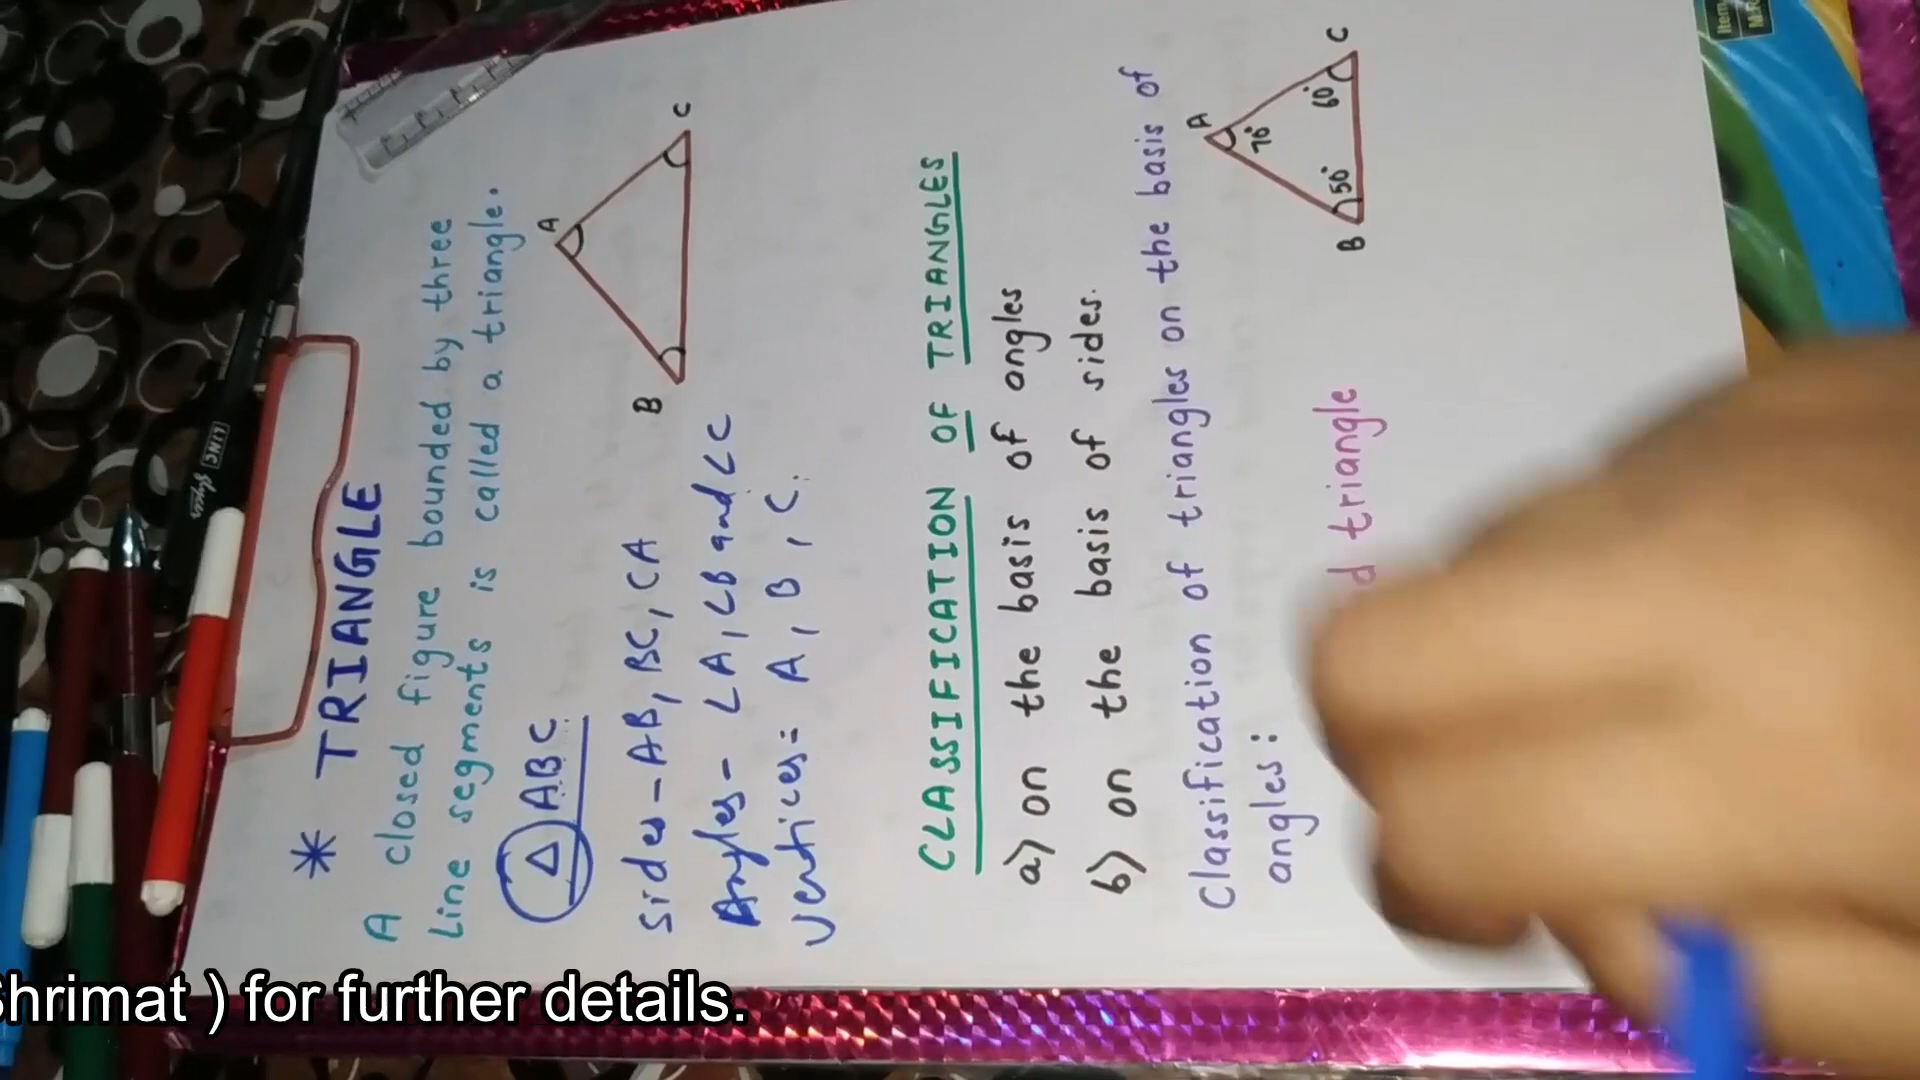 * TRIANGLE
A closed figure bounded by three
Line segments is called a triangle.
△ ABC
A
B
C
Sides - AB, BC, CA
Angles - ∠A, ∠B and ∠C
Vertices = A, B, C.
CLASSIFICATION OF TRIANGLES
a) on the basis of angles
b) on the basis of sides.
Classification of triangles on the basis of
angles:
triangle
A
70°
B
50°
60°
C
LINC
Item
Shrimat ) for further details.